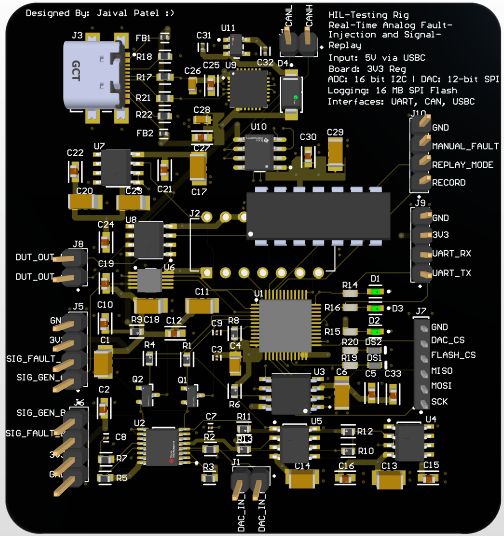 Designed By: Jaival Patel :)
HIL-Testing Rig
Real-Time Analog Fault-
Injection and Signal-
Replay
Input: 5V via USBC
Board: 3V3 Reg
ADC: 16 bit I2C | DAC: 12-bit SPI
Logging: 16 MB SPI Flash
Interfaces: UART, CAN, USBC
CANL
CANH
J3
GCT
FB1
R18
R17
R21
R22
FB2
C31
U11
C32
C26
C25
U9
D4
C28
C27
U10
C30
C29
J10
GND
MANUAL_FAULT
REPLAY_MODE
RECORD
C22
U7
C21
C17
C20
C23
J2
J9
GND
3V3
UART_RX
UART_TX
U8
C24
J8
DUT_OUT
DUT_OUT
U6
C19
C18
C11
C10
C12
R9
U1
C9
R8
R14
D1
R16
D3
R15
D2
R20
DS2
R19
DS1
J7
GND
DAC_CS
FLASH_CS
MISO
MOSI
SCK
J5
SIG_FAULT
SIG_GEN
C1
R4
R1
C3
C4
R6
U3
C6
C5
C33
Q2
Q1
J6
C2
SIG_GEN_
SIG_FAULT
U2
C8
R7
R5
C7
R2
R3
R11
R13
U5
R12
R10
U4
J1
C14
C16
C13
C15
DAC_IN
DAC_IN